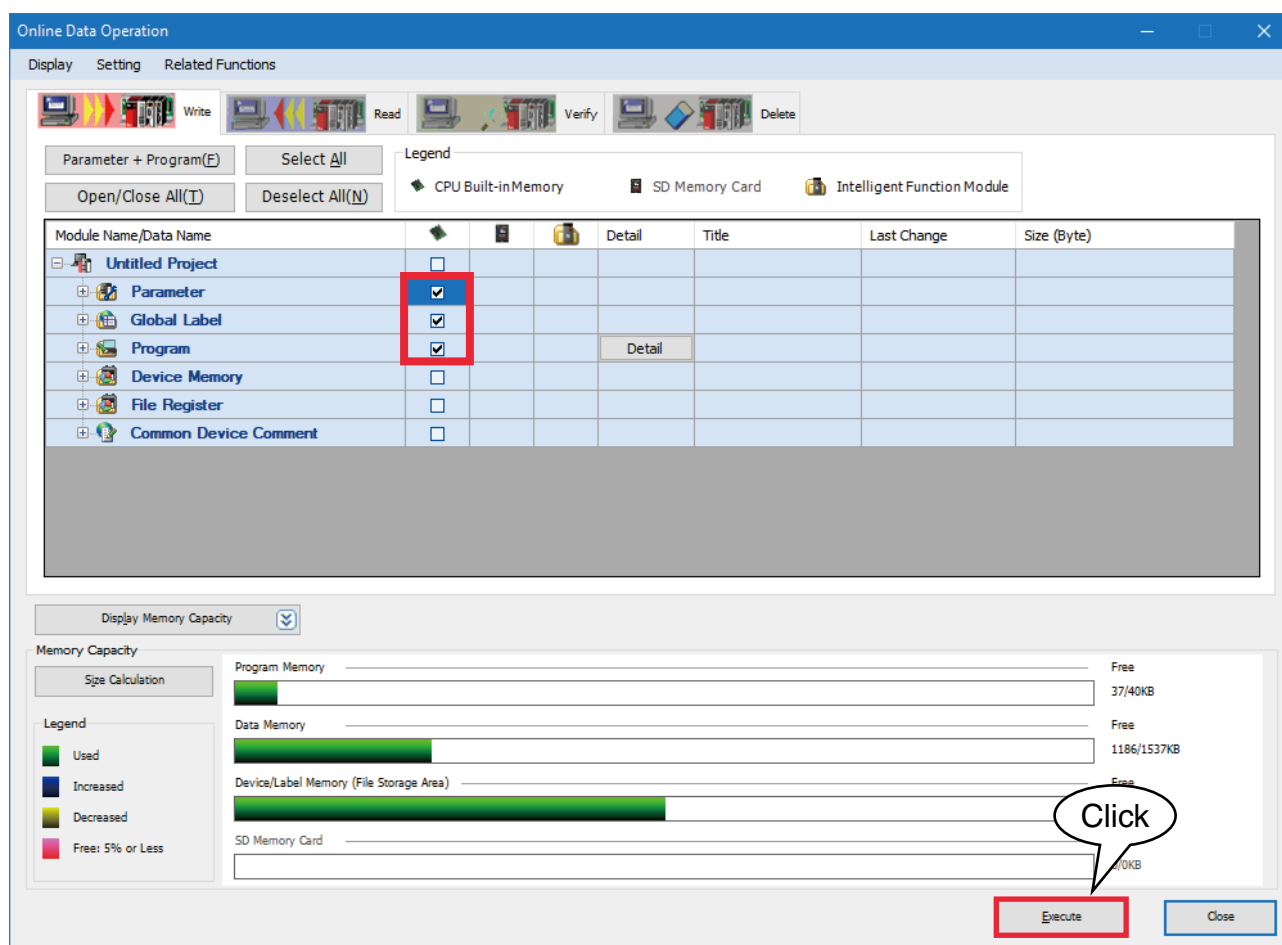 Online Data Operation
Display Setting Related Functions
Write Read Verify Delete
Parameter + Program(F) Select All
Open/Close All(T) Deselect All(N)
Legend
CPU Built-in Memory SD Memory Card Intelligent Function Module
Module Name/Data Name Detail Title Last Change Size (Byte)
Untitled Project
Parameter
Global Label
Program Detail
Device Memory
File Register
Common Device Comment
Display Memory Capacity
Memory Capacity
Size Calculation
Legend
Used
Increased
Decreased
Free: 5% or Less
Program Memory Free
37/40KB
Data Memory Free
1186/1537KB
Device/Label Memory (File Storage Area) Free
SD Memory Card
/0KB
Click
Execute Close